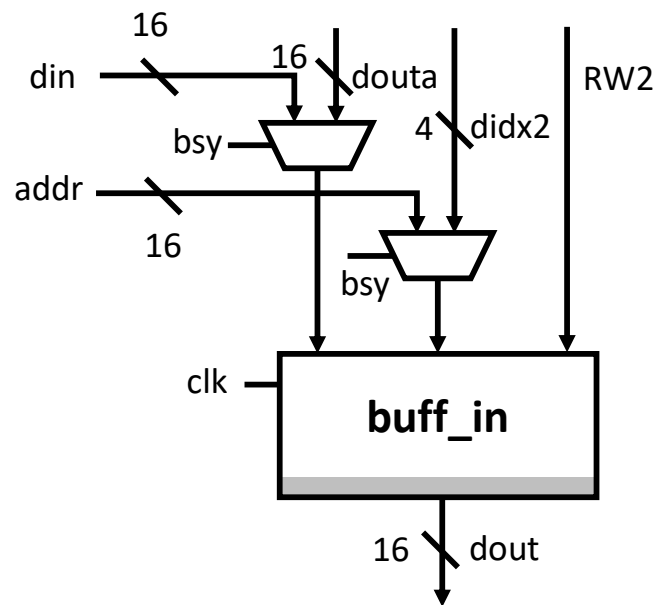 16
din
16
douta
RW2
bsy
4
didx2
addr
16
bsy
clk
buff_in
16
dout